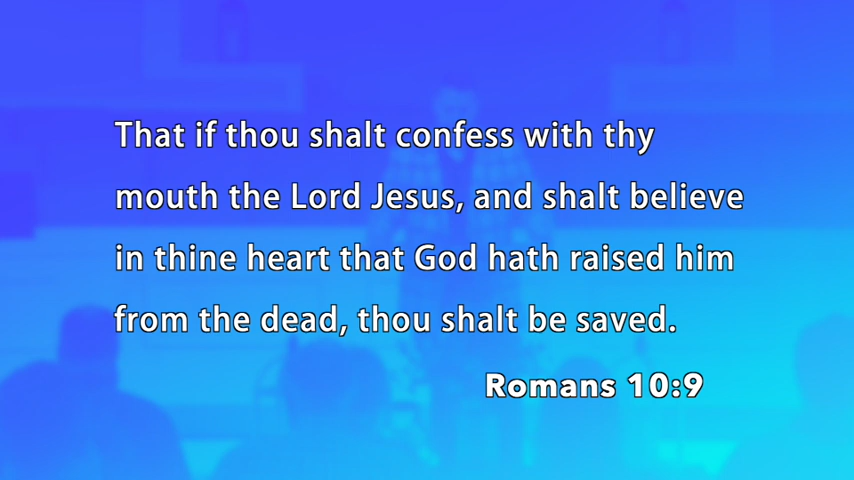 That if thou shalt confess with thy
mouth the Lord Jesus, and shalt believe
in thine heart that God hath raised him
from the dead, thou shalt be saved.
Romans 10:9